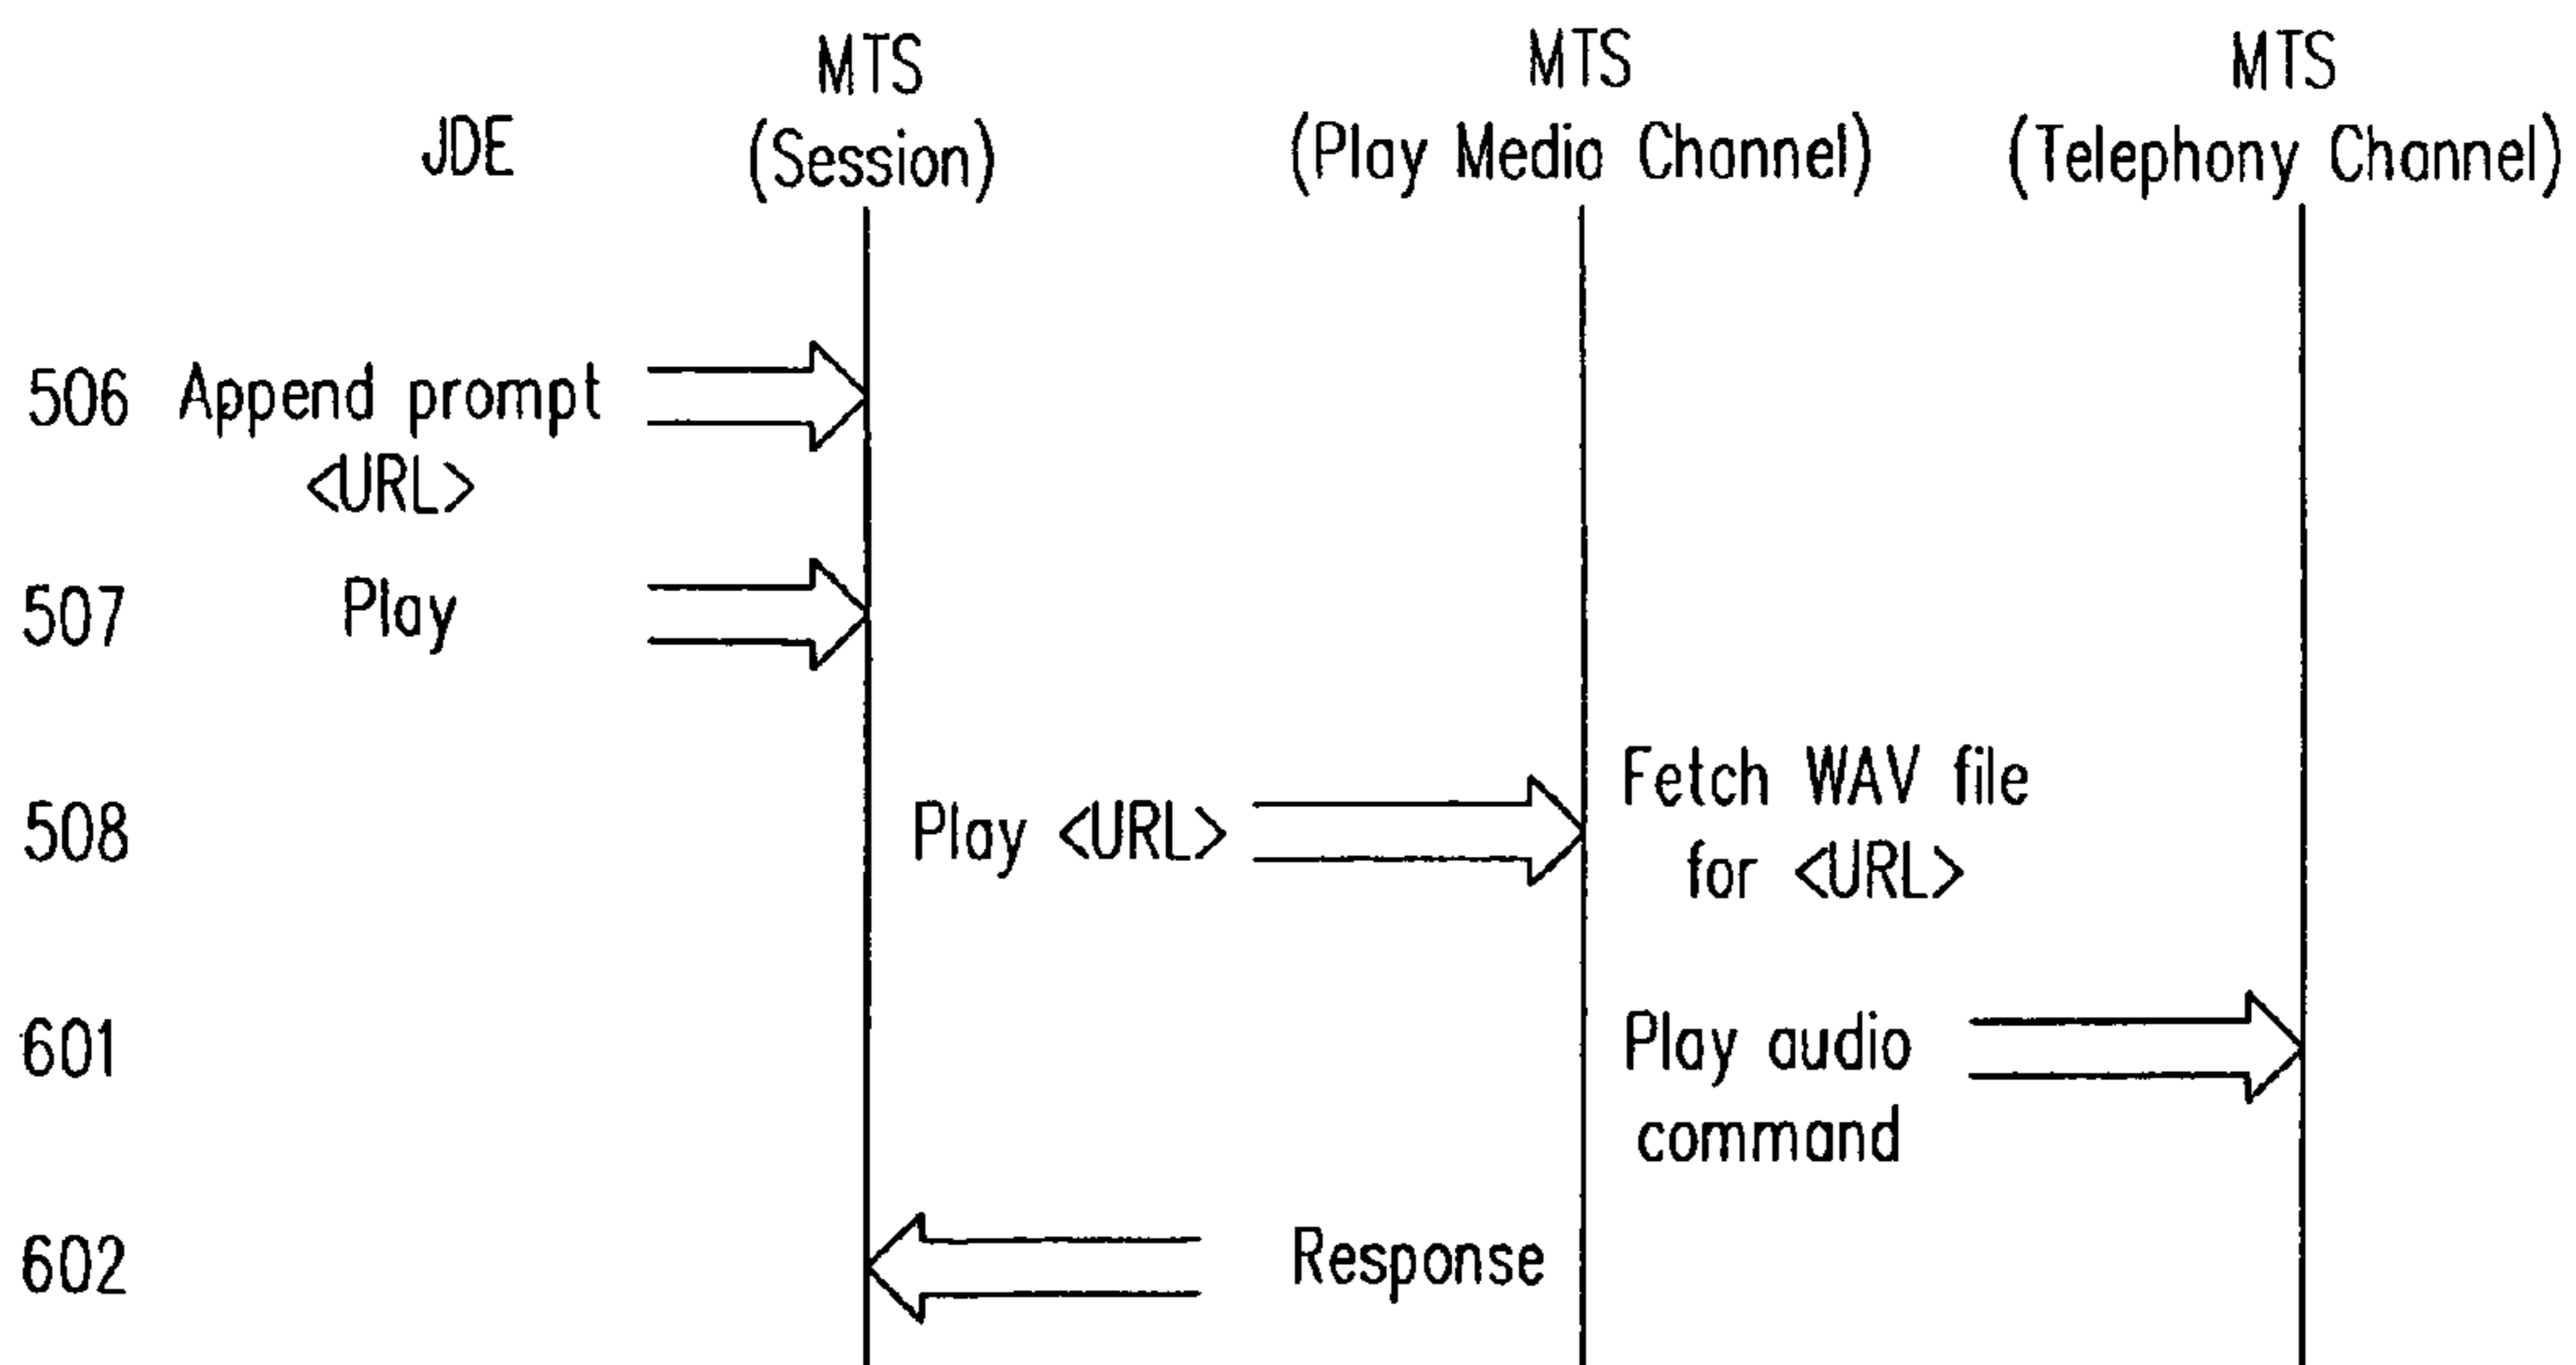 JDE
MTS
(Session)
MTS
(Play Media Channel)
MTS
(Telephony Channel)
506 Append prompt
<URL>
507 Play
508 Play <URL> Fetch WAV file
for <URL>
601 Play audio
command
602 Response